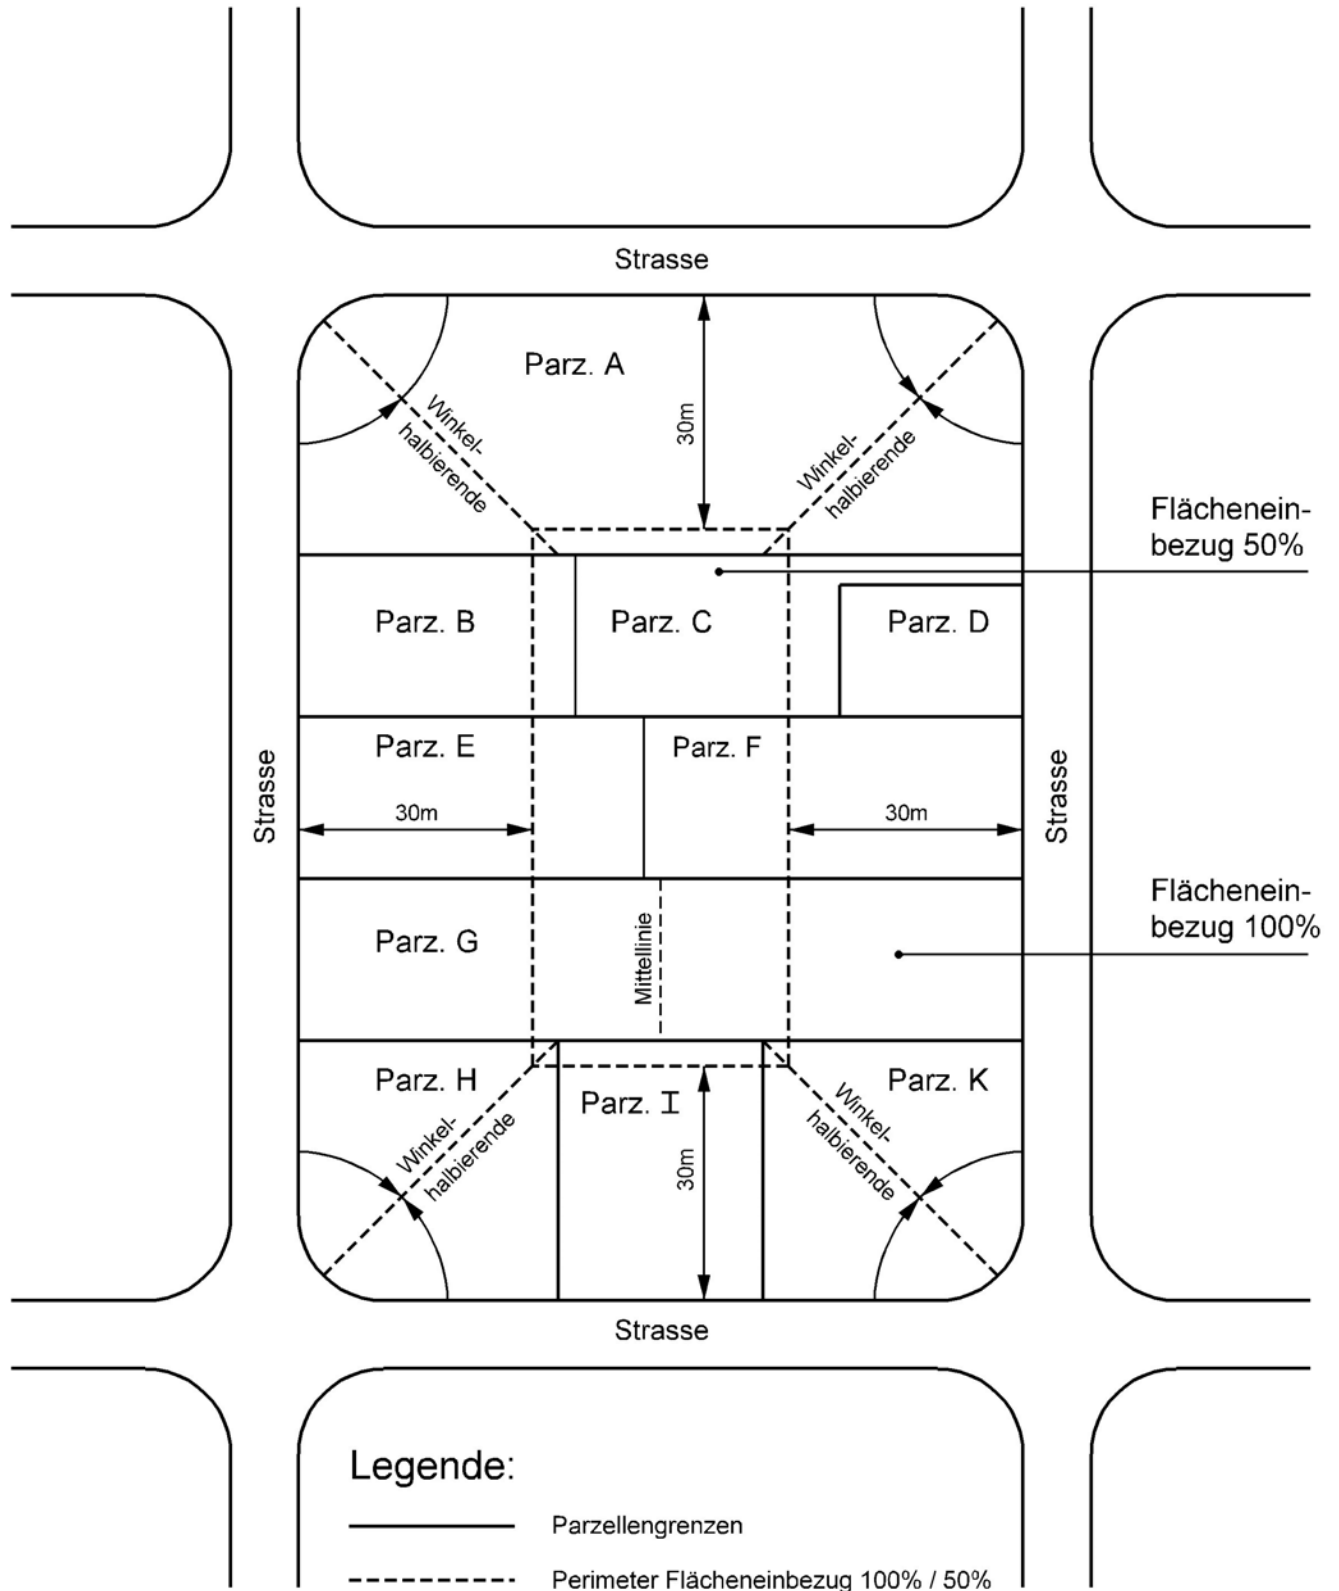 Strasse
Parz. A
30m
Winkel-
halbierende
Winkel-
halbierende
Flächenein-
bezug 50%
Parz. B
Parz. C
Parz. D
Parz. E
Parz. F
Strasse
30m
30m
Strasse
Flächenein-
bezug 100%
Parz. G
Mittellinie
Parz. H
Parz. I
Parz. K
Winkel-
halbierende
30m
Winkel-
halbierende
Strasse
Legende:
Parzellengrenzen
Perimeter Flächeneinbezug 100% / 50%